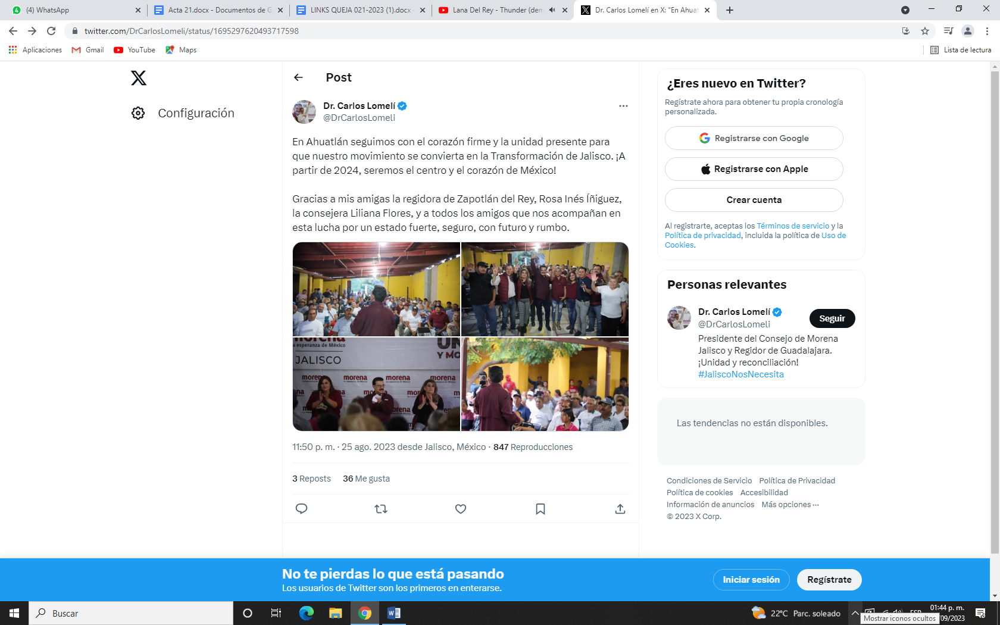 (4) WhatsApp
Acta 21.docx - Documentos de G
LINKS QUEJA 021-2023 (1).docx -
Lana Del Rey - Thunder (dem
Dr. Carlos Lomelí en X: "En Ahuat
twitter.com/DrCarlosLomeli/status/1695297620493717598
Aplicaciones
Gmail
YouTube
Maps
Lista de lectura
Configuración
Post
Dr. Carlos Lomelí
@DrCarlosLomeli
En Ahuatlán seguimos con el corazón firme y la unidad presente para
que nuestro movimiento se convierta en la Transformación de Jalisco. ¡A
partir de 2024, seremos el centro y el corazón de México!
Gracias a mis amigas la regidora de Zapotlán del Rey, Rosa Inés Íñiguez,
la consejera Liliana Flores, y a todos los amigos que nos acompañan en
esta lucha por un estado fuerte, seguro, con futuro y rumbo.
morena
a esperanza de México
JALISCO
UN
Y MO
morena
morena
morena
morena
morena
11:50 p. m. · 25 ago. 2023 desde Jalisco, México · 847 Reproducciones
3 Reposts 36 Me gusta
¿Eres nuevo en Twitter?
Regístrate ahora para obtener tu propia cronología
personalizada.
Registrarse con Google
Registrarse con Apple
Crear cuenta
Al registrarte, aceptas los Términos de servicio y la
Política de privacidad, incluida la política de Uso de
Cookies.
Personas relevantes
Dr. Carlos Lomelí
@DrCarlosLomeli
Seguir
Presidente del Consejo de Morena
Jalisco y Regidor de Guadalajara.
¡Unidad y reconciliación!
#JaliscoNosNecesita
Las tendencias no están disponibles.
Condiciones de Servicio Política de Privacidad
Política de cookies Accesibilidad
Información de anuncios Más opciones ···
© 2023 X Corp.
No te pierdas lo que está pasando
Los usuarios de Twitter son los primeros en enterarse.
Iniciar sesión
Regístrate
Buscar
22°C Parc. soleado
ESP
01:44 p. m.
/09/2023
Mostrar iconos ocultos